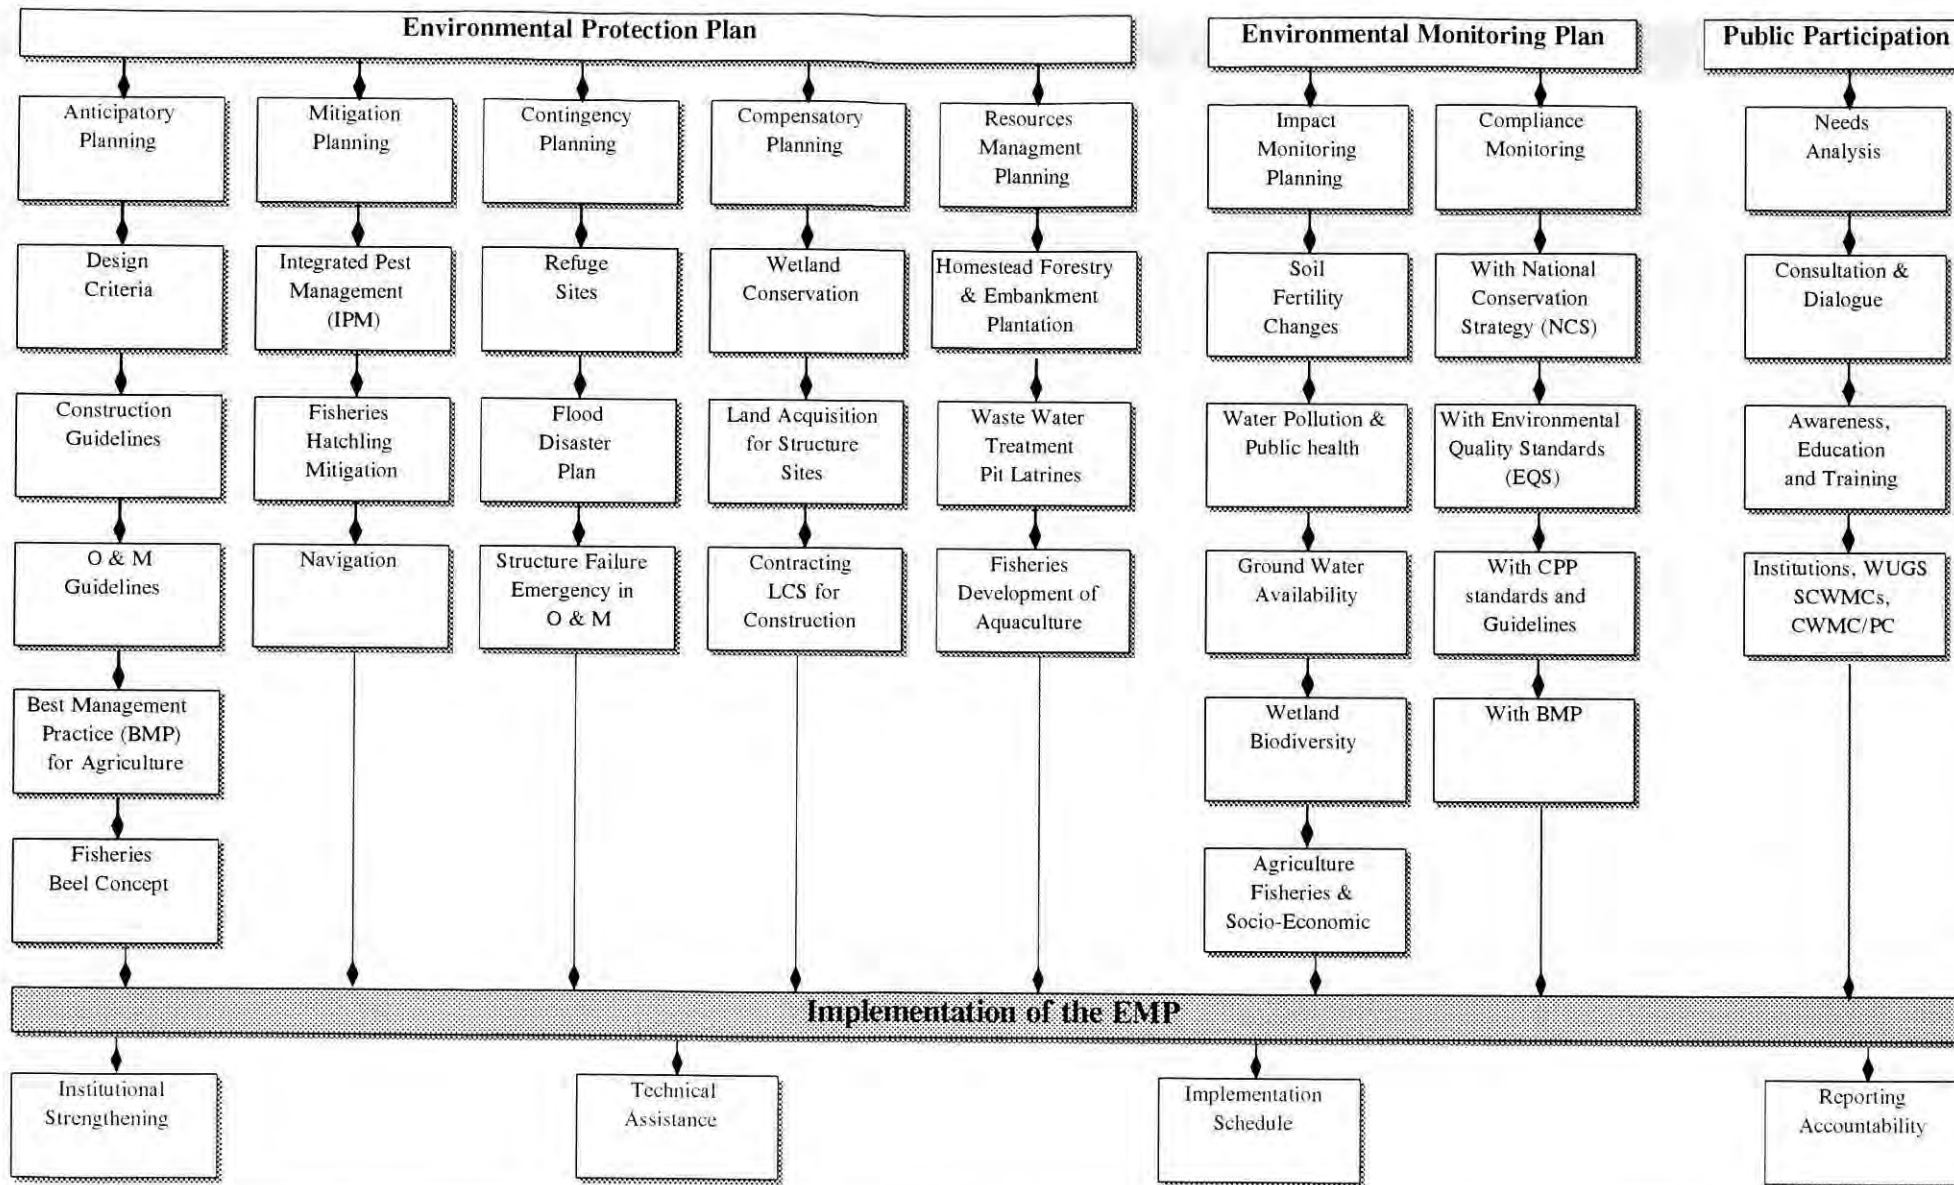 Environmental Protection Plan
Environmental Monitoring Plan
Public Participation
Anticipatory
Planning
Mitigation
Planning
Contingency
Planning
Compensatory
Planning
Resources
Managment
Planning
Impact
Monitoring
Planning
Compliance
Monitoring
Needs
Analysis
Design
Criteria
Integrated Pest
Management
(IPM)
Refuge
Sites
Wetland
Conservation
Homestead Forestry
& Embankment
Plantation
Soil
Fertility
Changes
With National
Conservation
Strategy (NCS)
Consultation &
Dialogue
Construction
Guidelines
Fisheries
Hatchling
Mitigation
Flood
Disaster
Plan
Land Acquisition
for Structure
Sites
Waste Water
Treatment
Pit Latrines
Water Pollution &
Public health
With Environmental
Quality Standards
(EQS)
Awareness,
Education
and Training
O & M
Guidelines
Navigation
Structure Failure
Emergency in
O & M
Contracting
LCS for
Construction
Fisheries
Development of
Aquaculture
Ground Water
Availability
With CPP
standards and
Guidelines
Institutions, WUGS
SCWMCs,
CWMC/PC
Best Management
Practice (BMP)
for Agriculture
Wetland
Biodiversity
With BMP
Fisheries
Beel Concept
Agriculture
Fisheries &
Socio-Economic
Implementation of the EMP
Institutional
Strengthening
Technical
Assistance
Implementation
Schedule
Reporting
Accountability